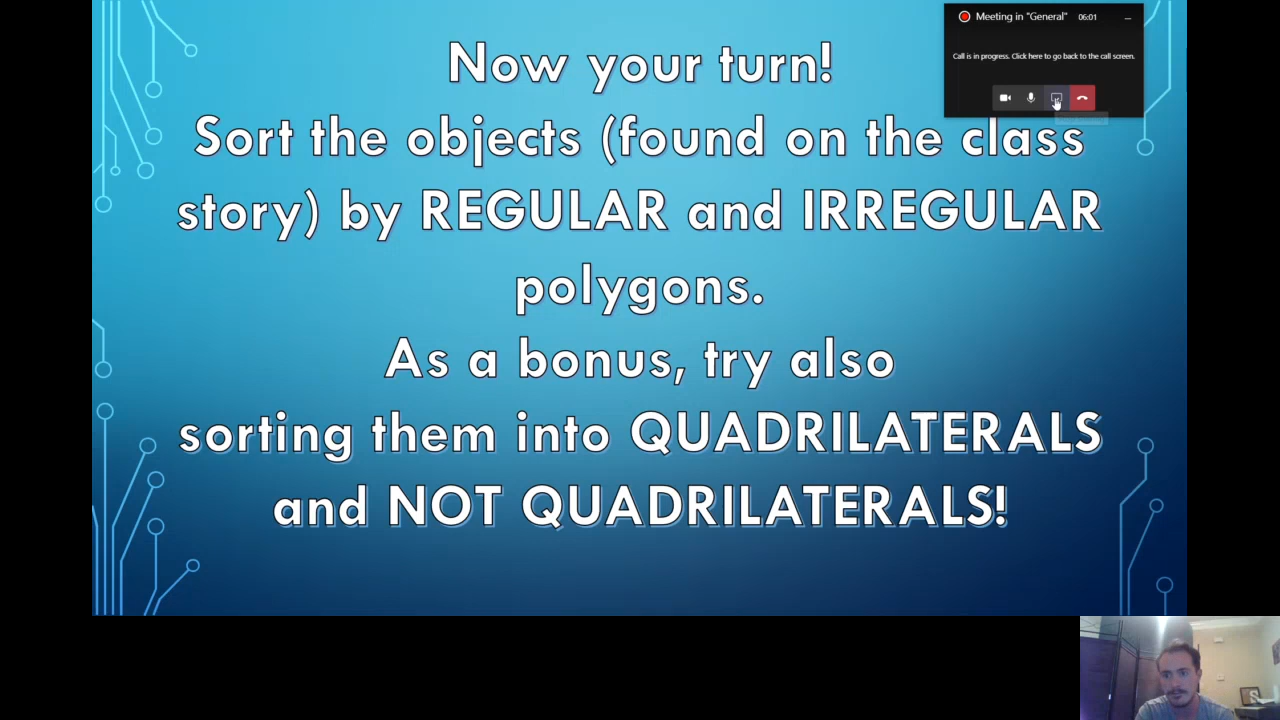 Now your turn!
Sort the objects (found on the class
story) by REGULAR and IRREGULAR
polygons.
As a bonus, try also
sorting them into QUADRILATERALS
and NOT QUADRILATERALS!
Meeting in "General" 06:01
Call is in progress. Click here to go back to the call screen.